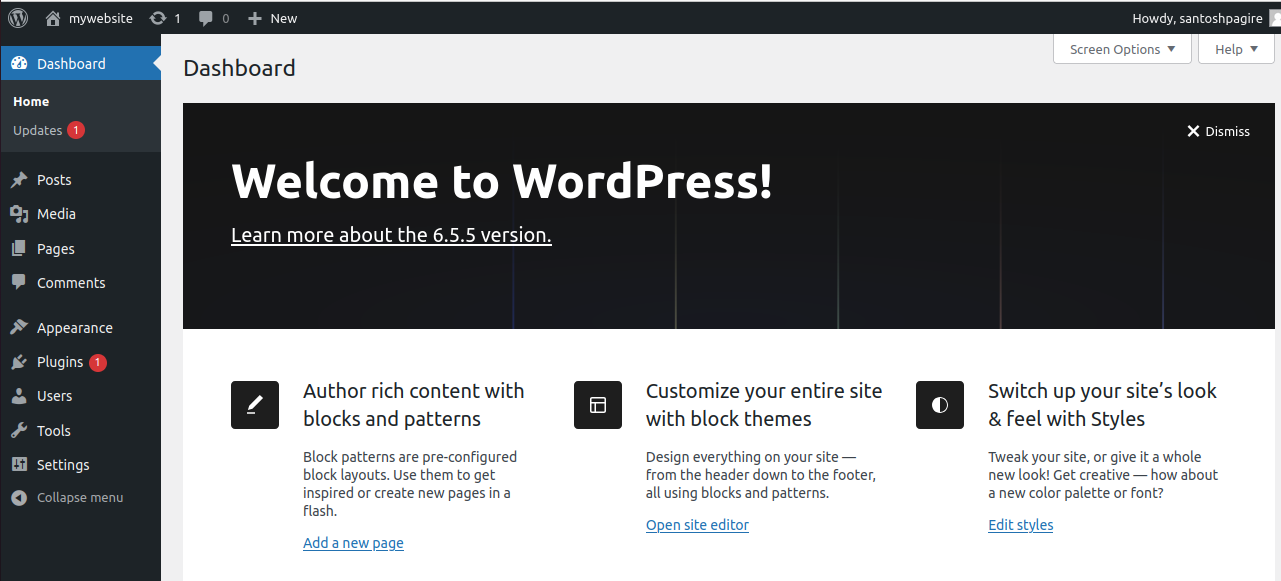 mywebsite 1 0 New Howdy, santoshpagire
Dashboard
Home
Updates 1
Posts
Media
Pages
Comments
Appearance
Plugins 1
Users
Tools
Settings
Collapse menu
Screen Options Help
Dashboard
Dismiss
Welcome to WordPress!
Learn more about the 6.5.5 version.
Author rich content with
blocks and patterns
Block patterns are pre-configured
block layouts. Use them to get
inspired or create new pages in a
flash.
Add a new page
Customize your entire site
with block themes
Design everything on your site —
from the header down to the footer,
all using blocks and patterns.
Open site editor
Switch up your site’s look
& feel with Styles
Tweak your site, or give it a whole
new look! Get creative — how about
a new color palette or font?
Edit styles